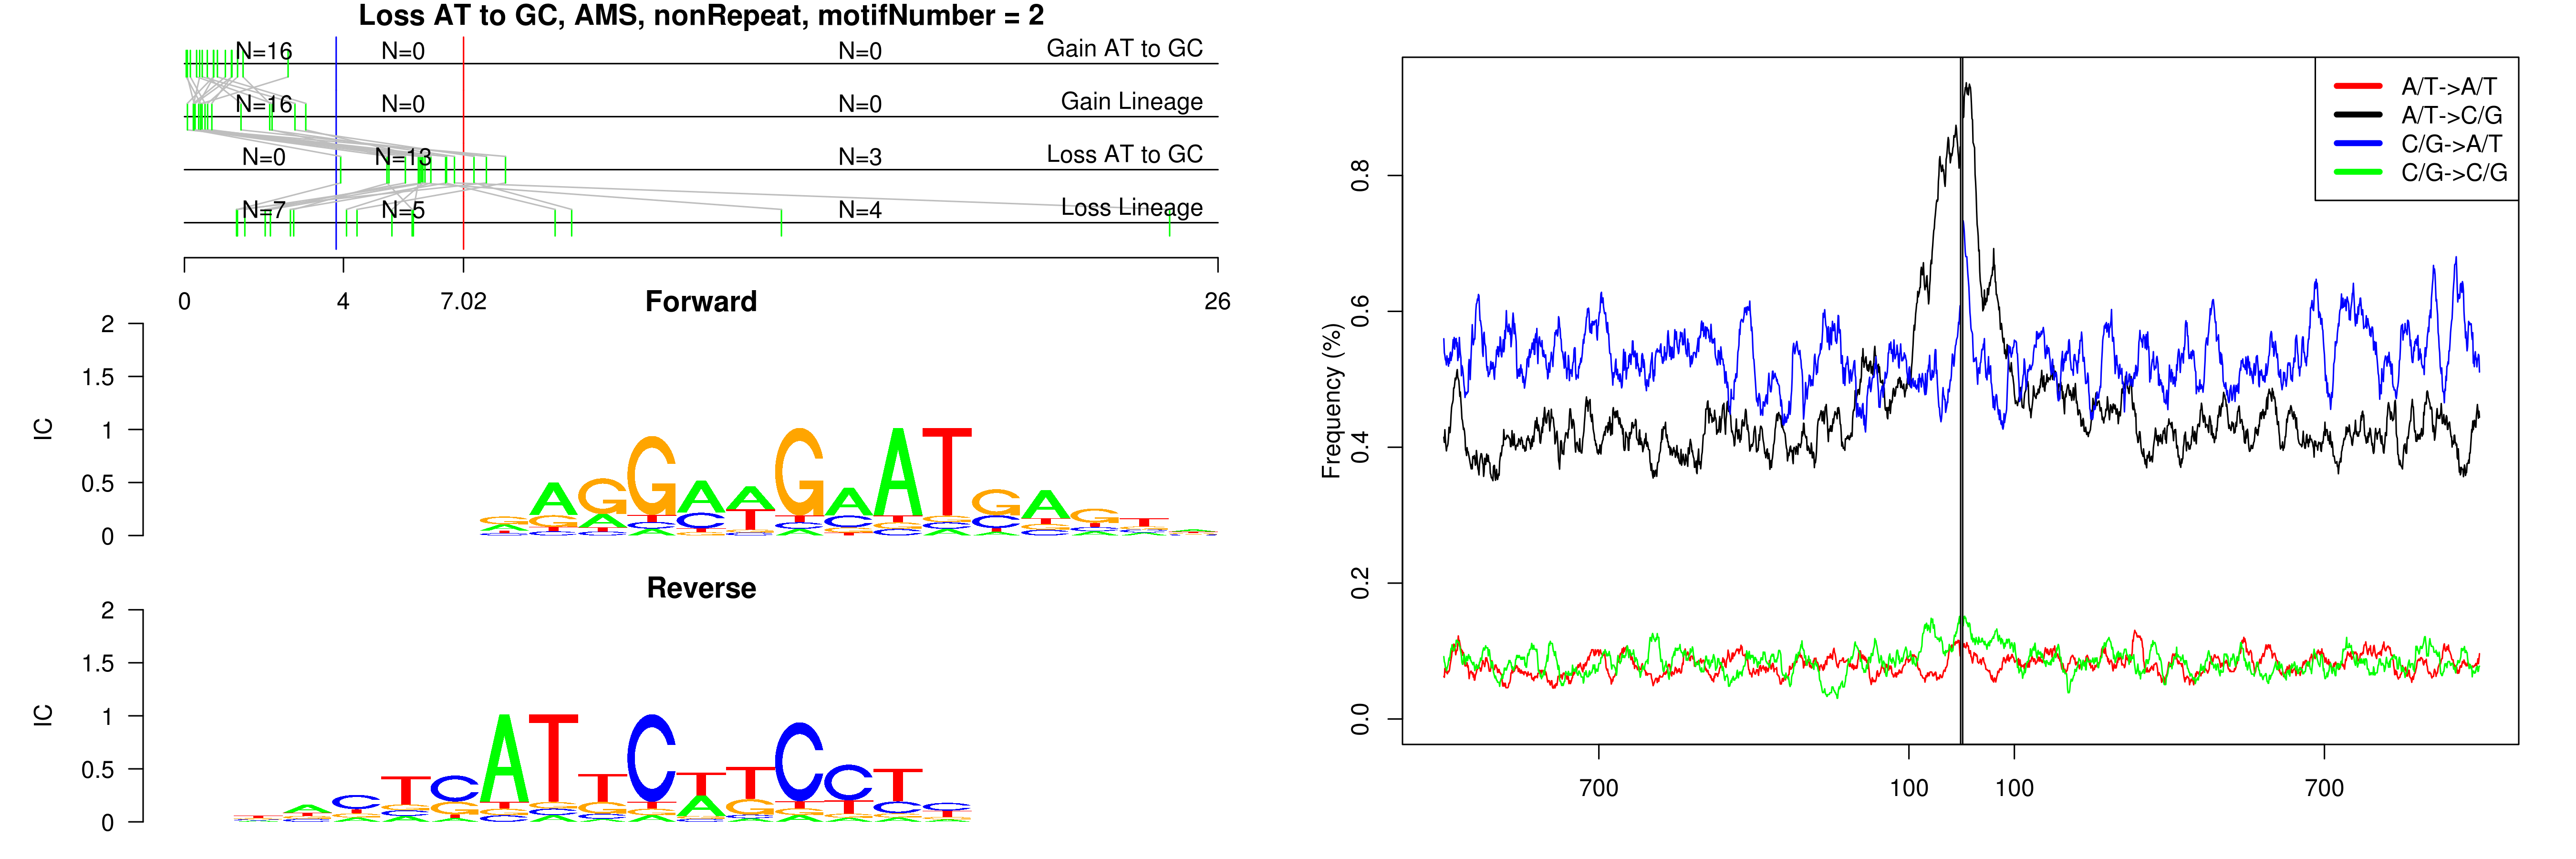 Loss AT to GC, AMS, nonRepeat, motifNumber = 2
N=16 N=0 N=0 Gain AT to GC
N=16 N=0 N=0 Gain Lineage
N=0 N=13 N=3 Loss AT to GC
N=7 N=5 N=4 Loss Lineage
0 4 7.02 26
Forward
2
1.5
1
0.5
0
IC
Reverse
2
1.5
1
0.5
0
IC
A/T->A/T
A/T->C/G
C/G->A/T
C/G->C/G
Frequency (%)
0.8
0.6
0.4
0.2
0.0
700 100 100 700